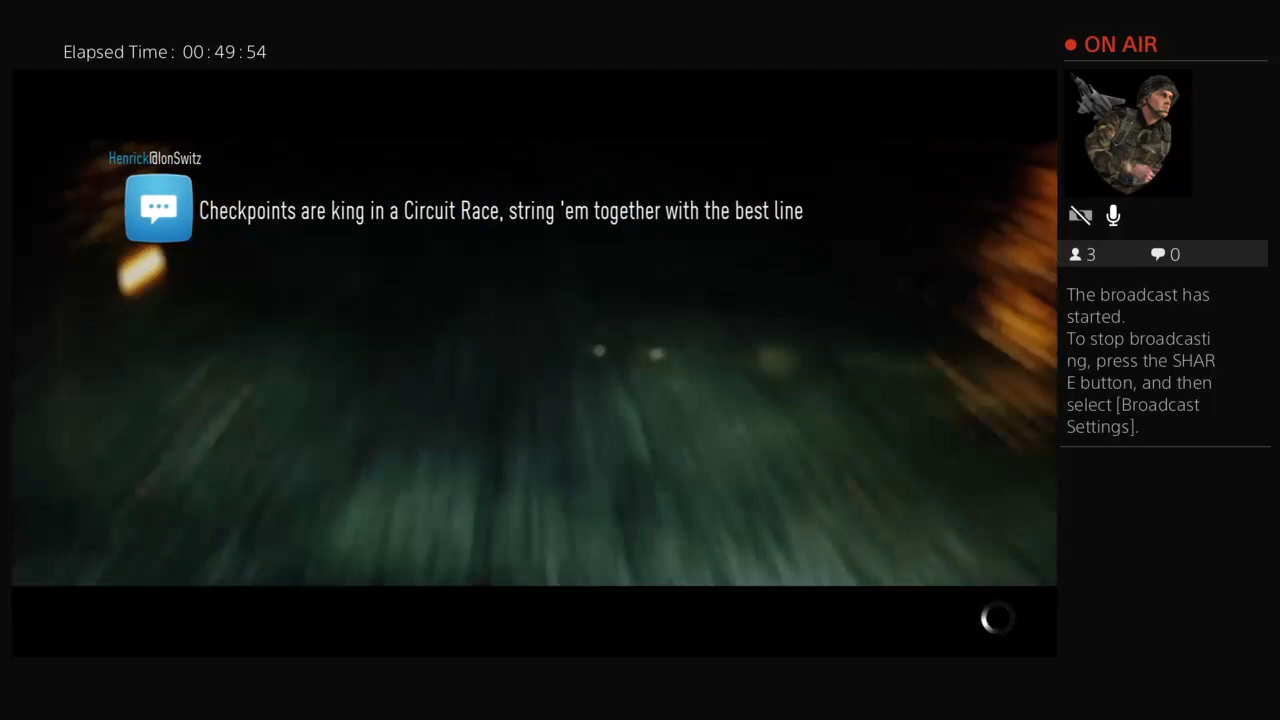 Elapsed Time: 00:49:54
ON AIR
Henrick@IonSwitz
Checkpoints are king in a Circuit Race, string 'em together with the best line
3 0
The broadcast has
started.
To stop broadcasti
ng, press the SHAR
E button, and then
select [Broadcast
Settings].